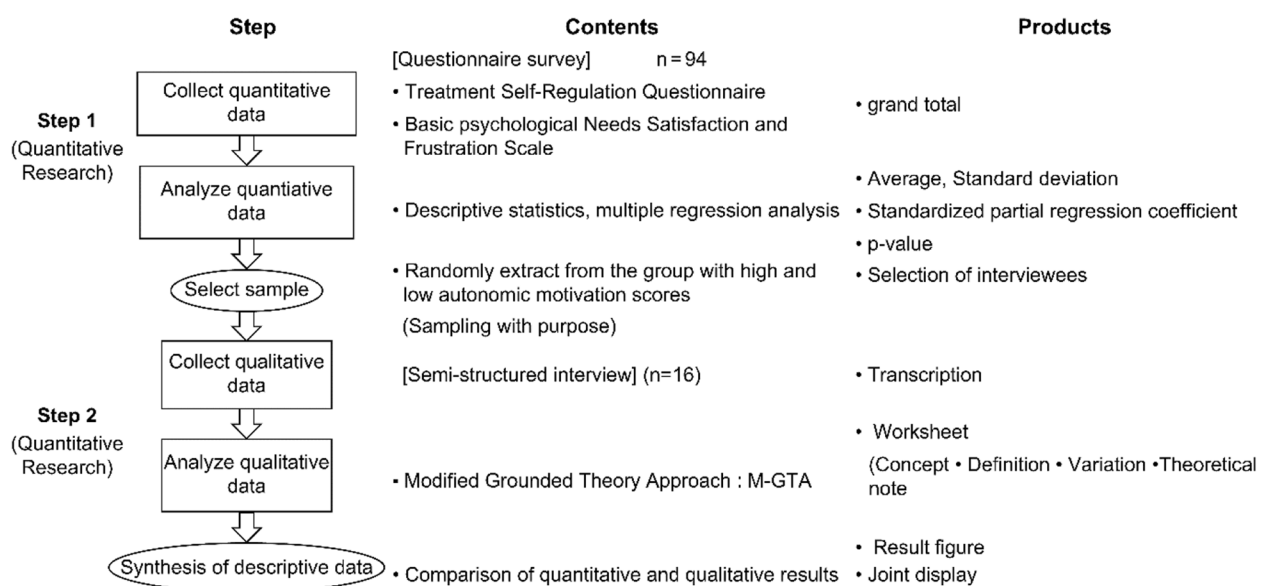 Step Contents Products
[Questionnaire survey] n = 94
Collect quantitative
data
• Treatment Self-Regulation Questionnaire
• Basic psychological Needs Satisfaction and
Frustration Scale
• grand total
Step 1
(Quantitative
Research)
Analyze quantiative
data
• Descriptive statistics, multiple regression analysis
• Average, Standard deviation
• Standardized partial regression coefficient
• p-value
Select sample
• Randomly extract from the group with high and
low autonomic motivation scores
(Sampling with purpose)
• Selection of interviewees
Collect qualitative
data
[Semi-structured interview] (n=16)
• Transcription
Step 2
(Quantitative
Research)
Analyze qualitative
data
• Modified Grounded Theory Approach : M-GTA
• Worksheet
(Concept • Definition • Variation •Theoretical
note
Synthesis of descriptive data
• Comparison of quantitative and qualitative results
• Result figure
• Joint display